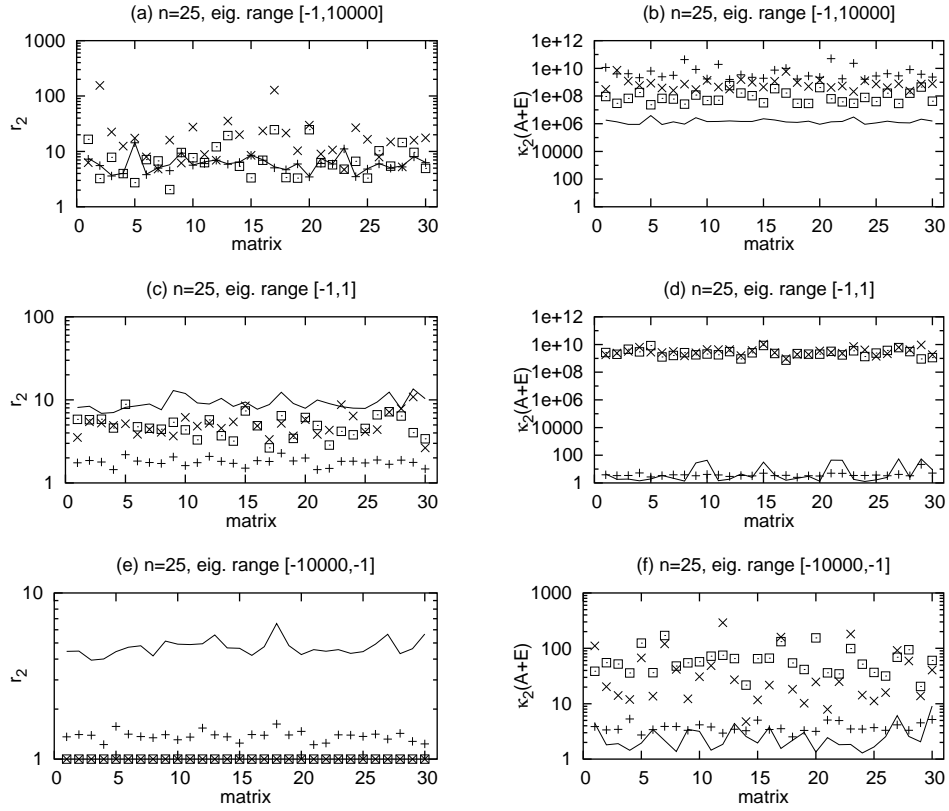 (a) n=25, eig. range [-1,10000]
1000
100
10
1
r2
0 5 10 15 20 25 30
matrix
(b) n=25, eig. range [-1,10000]
1e+12
1e+10
1e+08
1e+06
10000
100
1
κ2(A+E)
0 5 10 15 20 25 30
matrix
(c) n=25, eig. range [-1,1]
100
10
1
r2
0 5 10 15 20 25 30
matrix
(d) n=25, eig. range [-1,1]
1e+12
1e+10
1e+08
1e+06
10000
100
1
κ2(A+E)
0 5 10 15 20 25 30
matrix
(e) n=25, eig. range [-10000,-1]
10
1
r2
0 5 10 15 20 25 30
matrix
(f) n=25, eig. range [-10000,-1]
1000
100
10
1
κ2(A+E)
0 5 10 15 20 25 30
matrix